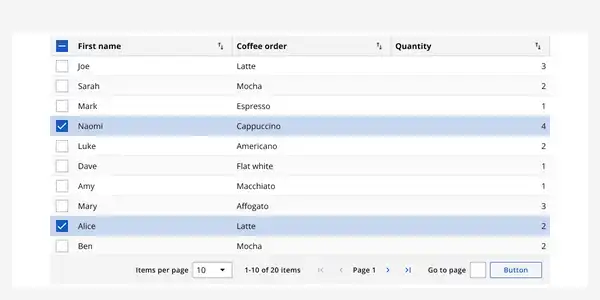 First name Coffee order Quantity
Joe Latte 3
Sarah Mocha 2
Mark Espresso 1
Naomi Cappuccino 4
Luke Americano 2
Dave Flat white 1
Amy Macchiato 1
Mary Affogato 3
Alice Latte 2
Ben Mocha 2
Items per page 10 1-10 of 20 items Page 1 Go to page Button